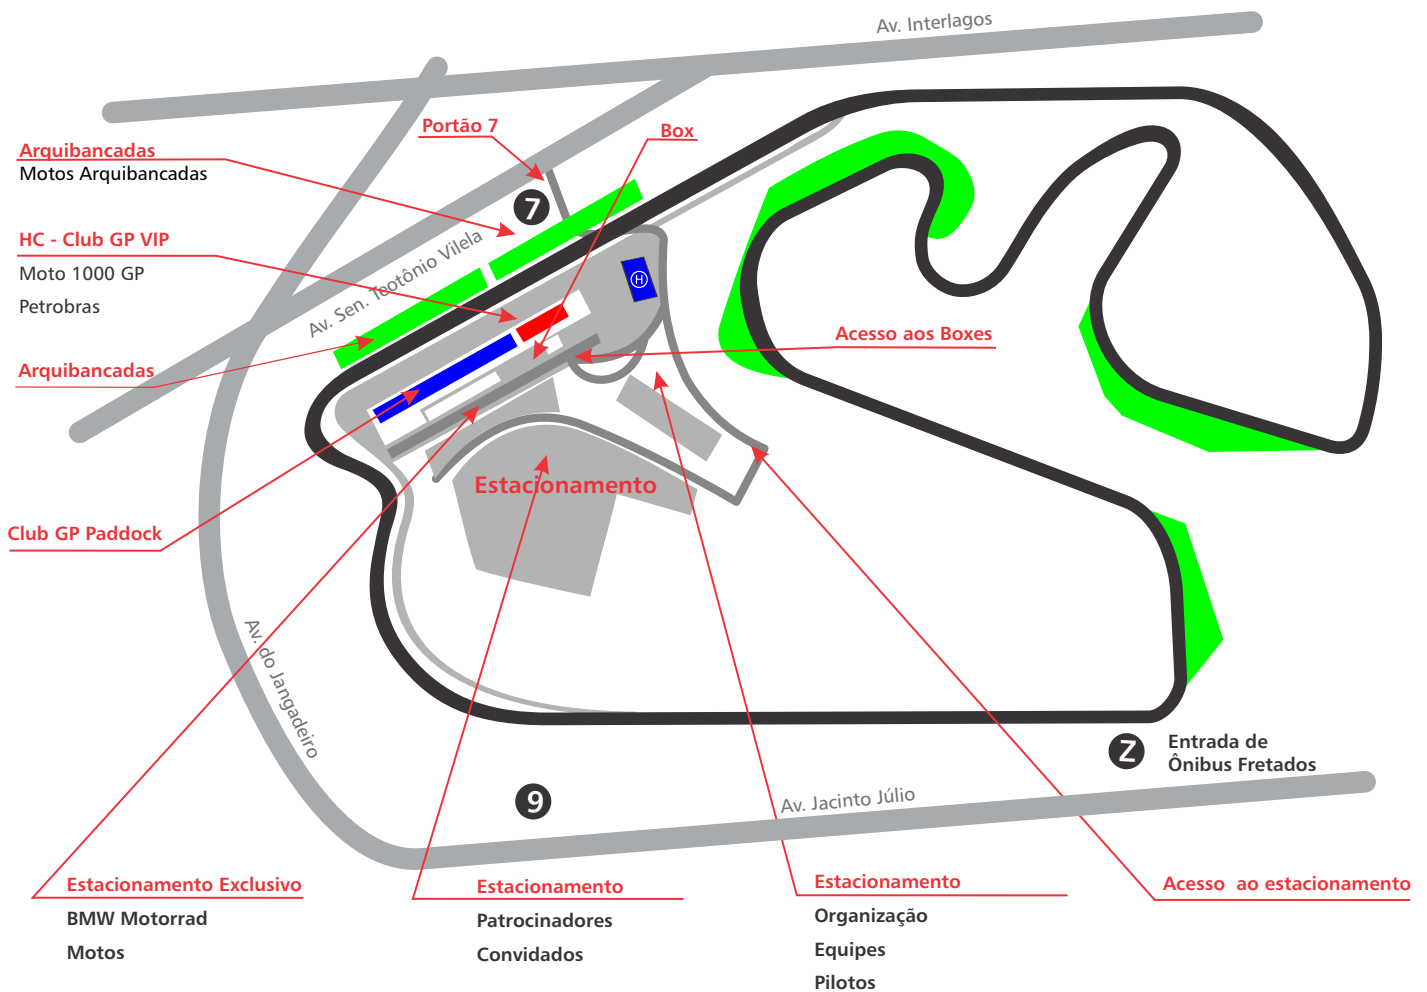 Av. Interlagos
Portão 7
Box
Arquibancadas
Motos Arquibancadas
7
HC - Club GP VIP
Moto 1000 GP
Petrobras
Av. Sen. Teotônio Vilela
H
Acesso aos Boxes
Arquibancadas
Estacionamento
Club GP Paddock
Av. do Jangadeiro
Z
Entrada de
Ônibus Fretados
9
Av. Jacinto Júlio
Estacionamento Exclusivo
BMW Motorrad
Motos
Estacionamento
Patrocinadores
Convidados
Estacionamento
Organização
Equipes
Pilotos
Acesso  ao estacionamento